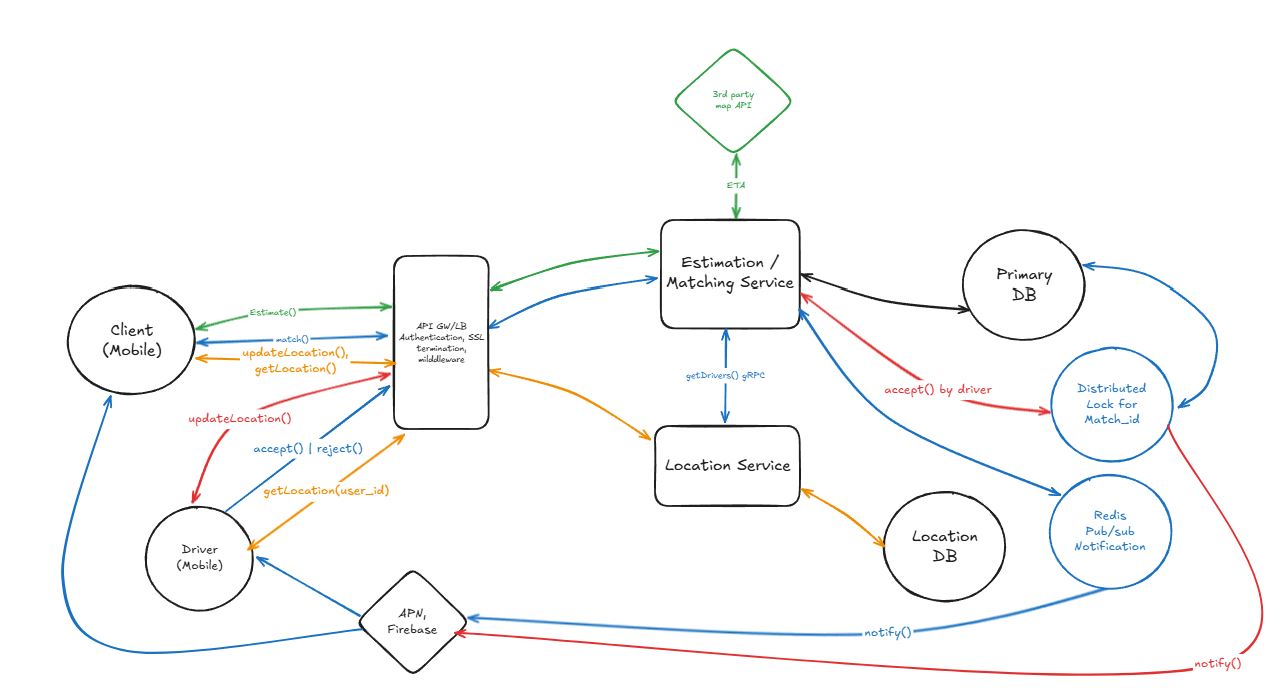 3rd party
map API
ETA
Estimation /
Matching Service
Primary
DB
Client
(Mobile)
Estimate()
match()
updateLocation(),
getLocation()
API GW/LB
Authentication, SSL
termination,
milddleware
getDrivers() gRPC
accept() by driver
Distributed
Lock for
Match_id
updateLocation()
accept() | reject()
getLocation(user_id)
Location Service
Location
DB
Redis
Pub/sub
Notification
Driver
(Mobile)
APN,
Firebase
notify()
notify()